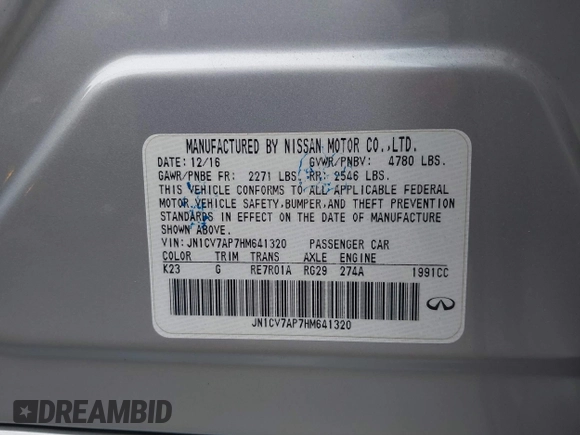 MANUFACTURED BY NISSAN MOTOR CO.,LTD.
DATE: 12/16 GVWR/PNBV: 4780 LBS.
GAWR/PNBE FR: 2271 LBS. RR: 2546 LBS.
THIS VEHICLE CONFORMS TO ALL APPLICABLE FEDERAL
MOTOR VEHICLE SAFETY,BUMPER,AND THEFT PREVENTION
STANDARDS IN EFFECT ON THE DATE OF MANUFACTURE
SHOWN ABOVE.
VIN: JN1CV7AP7HM641320 PASSENGER CAR
COLOR TRIM TRANS AXLE ENGINE
K23 G RE7R01A RG29 274A 1991CC
JN1CV7AP7HM641320
DREAMBID